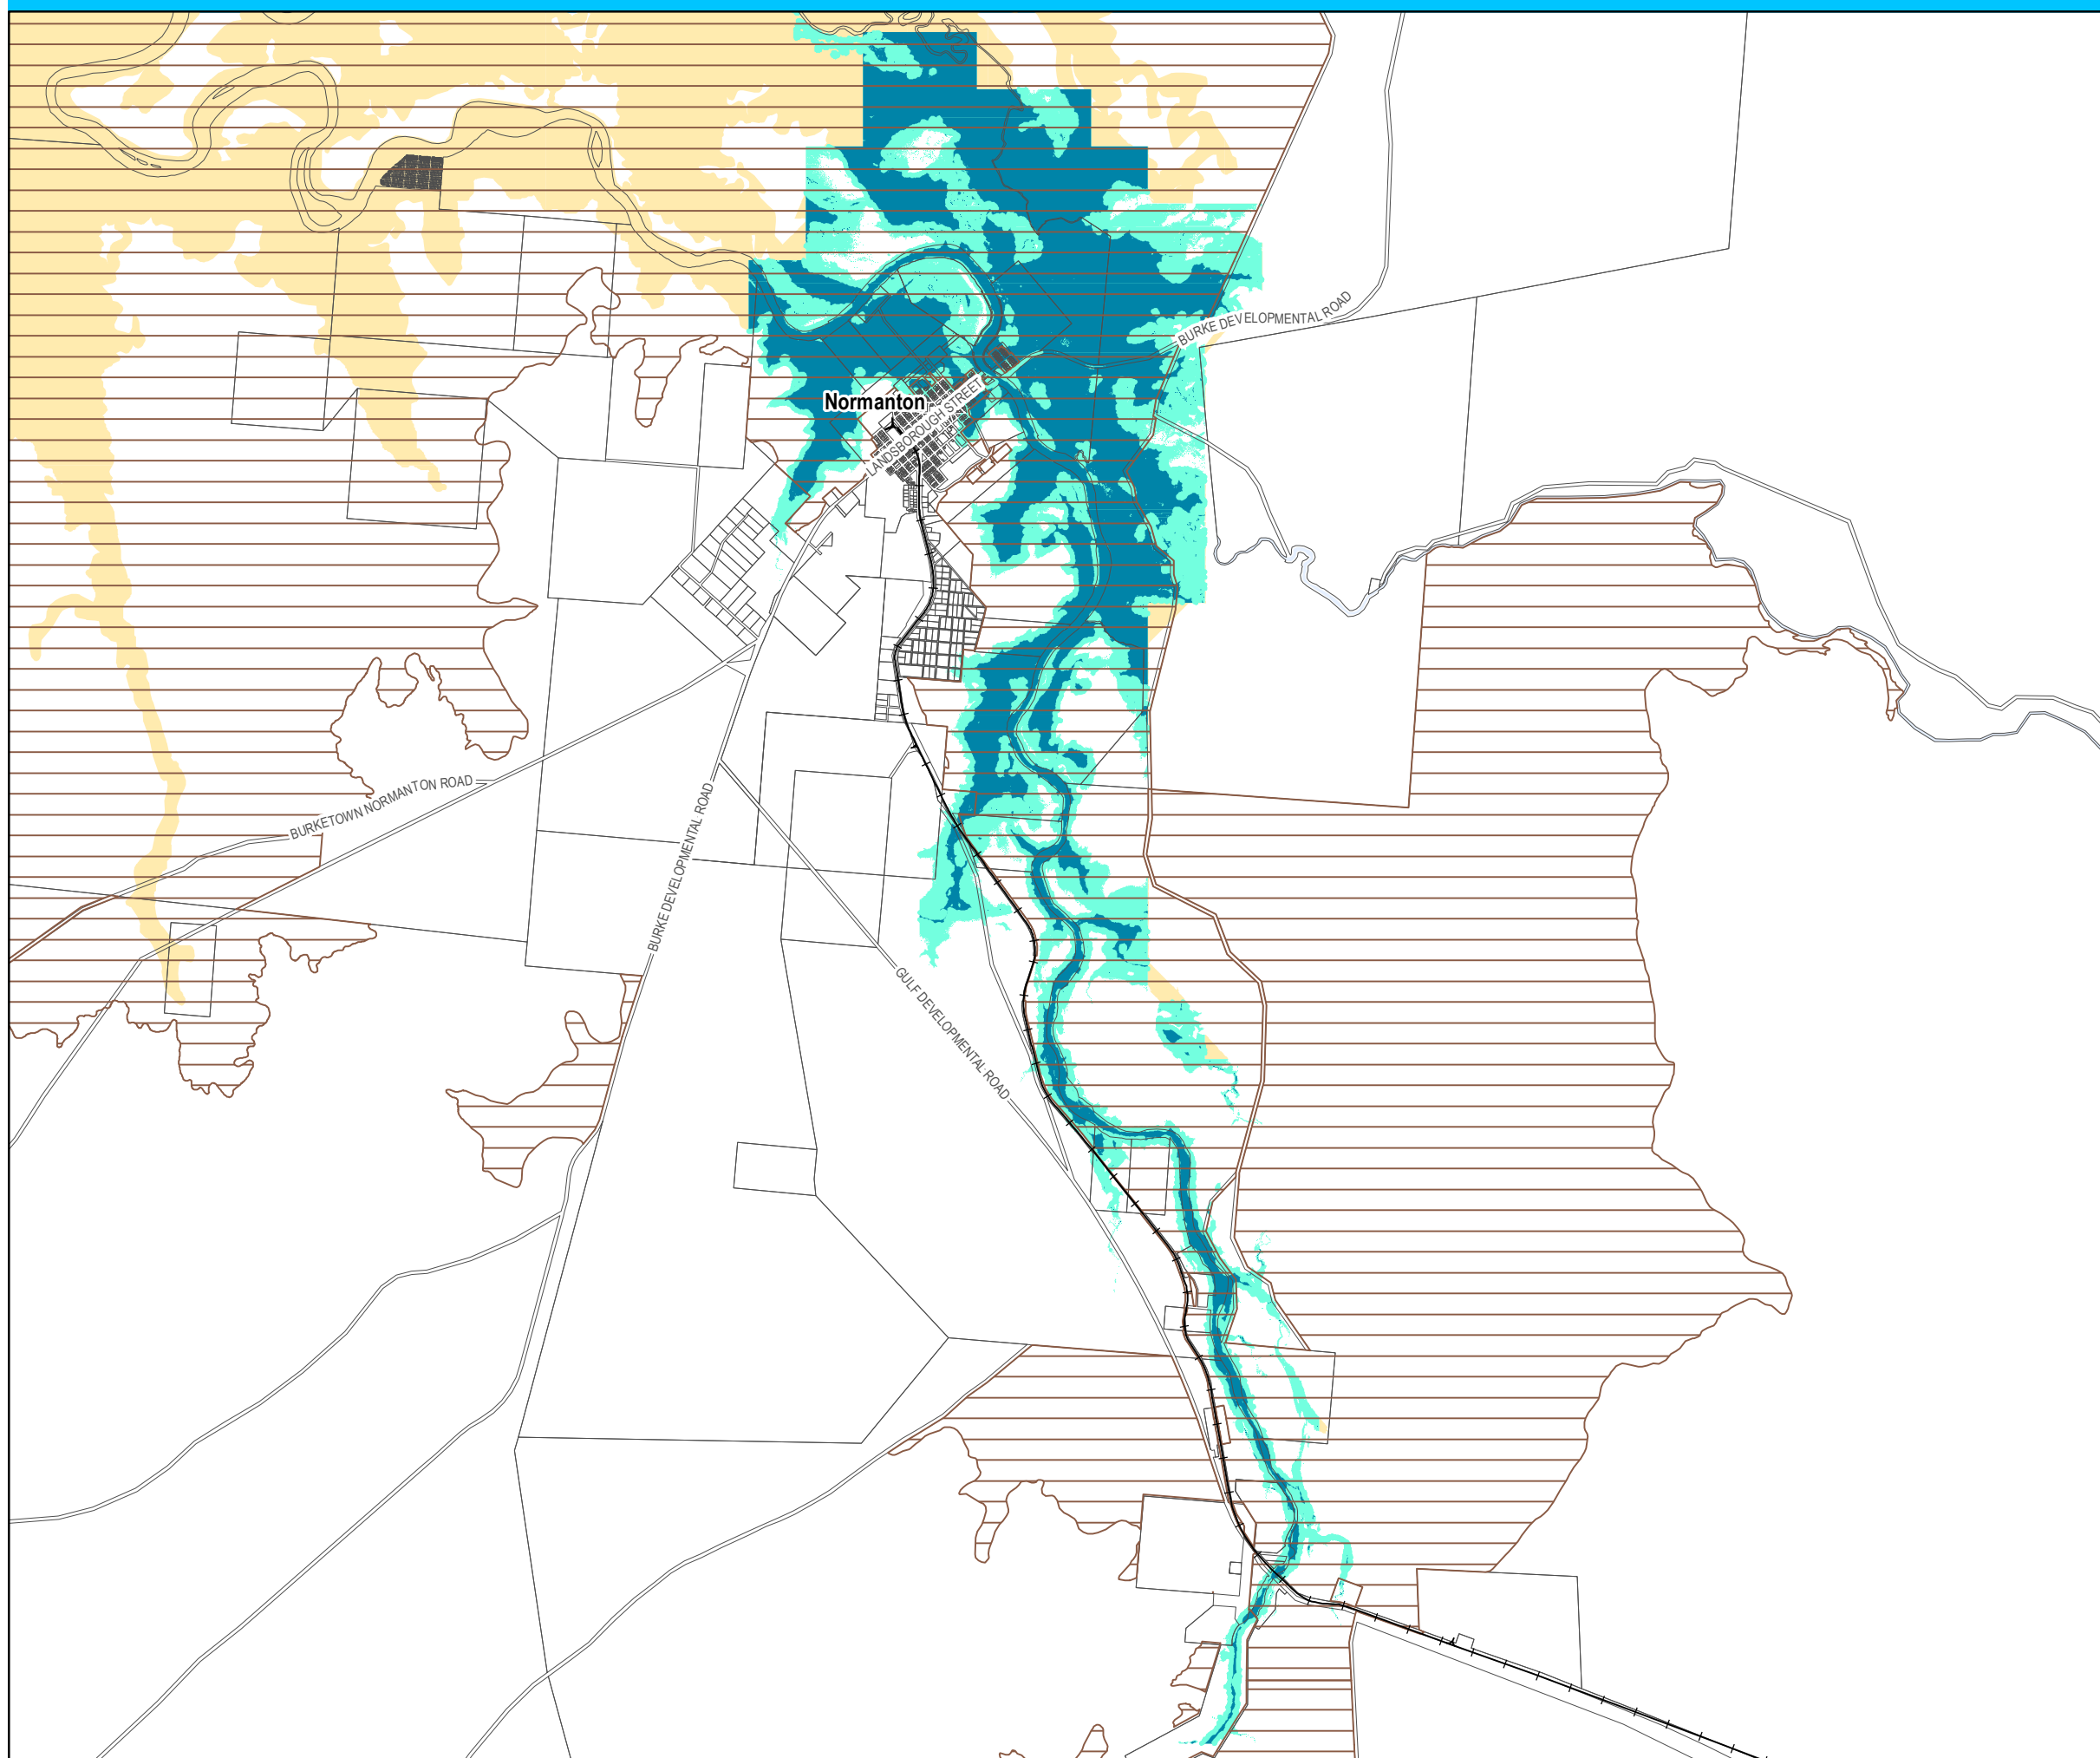 BURKE DEVELOPMENTAL ROAD
Normanton
LANDSBOROUGH STREET
BURKETOWN NORMANTON ROAD
BURKE DEVELOPMENTAL ROAD
GULF DEVELOPMENTAL ROAD